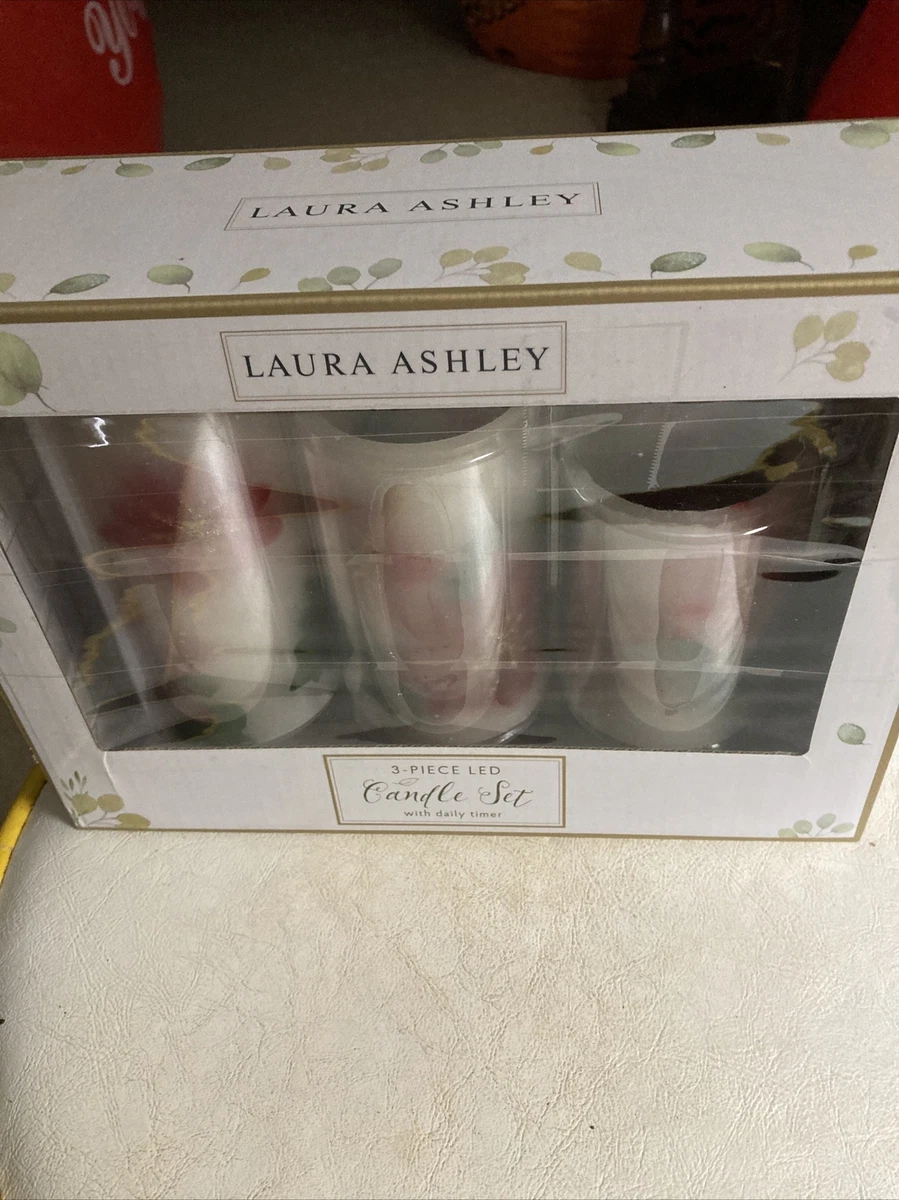 LAURA ASHLEY
LAURA ASHLEY
3-PIECE LED
Candle Set
with daily timer